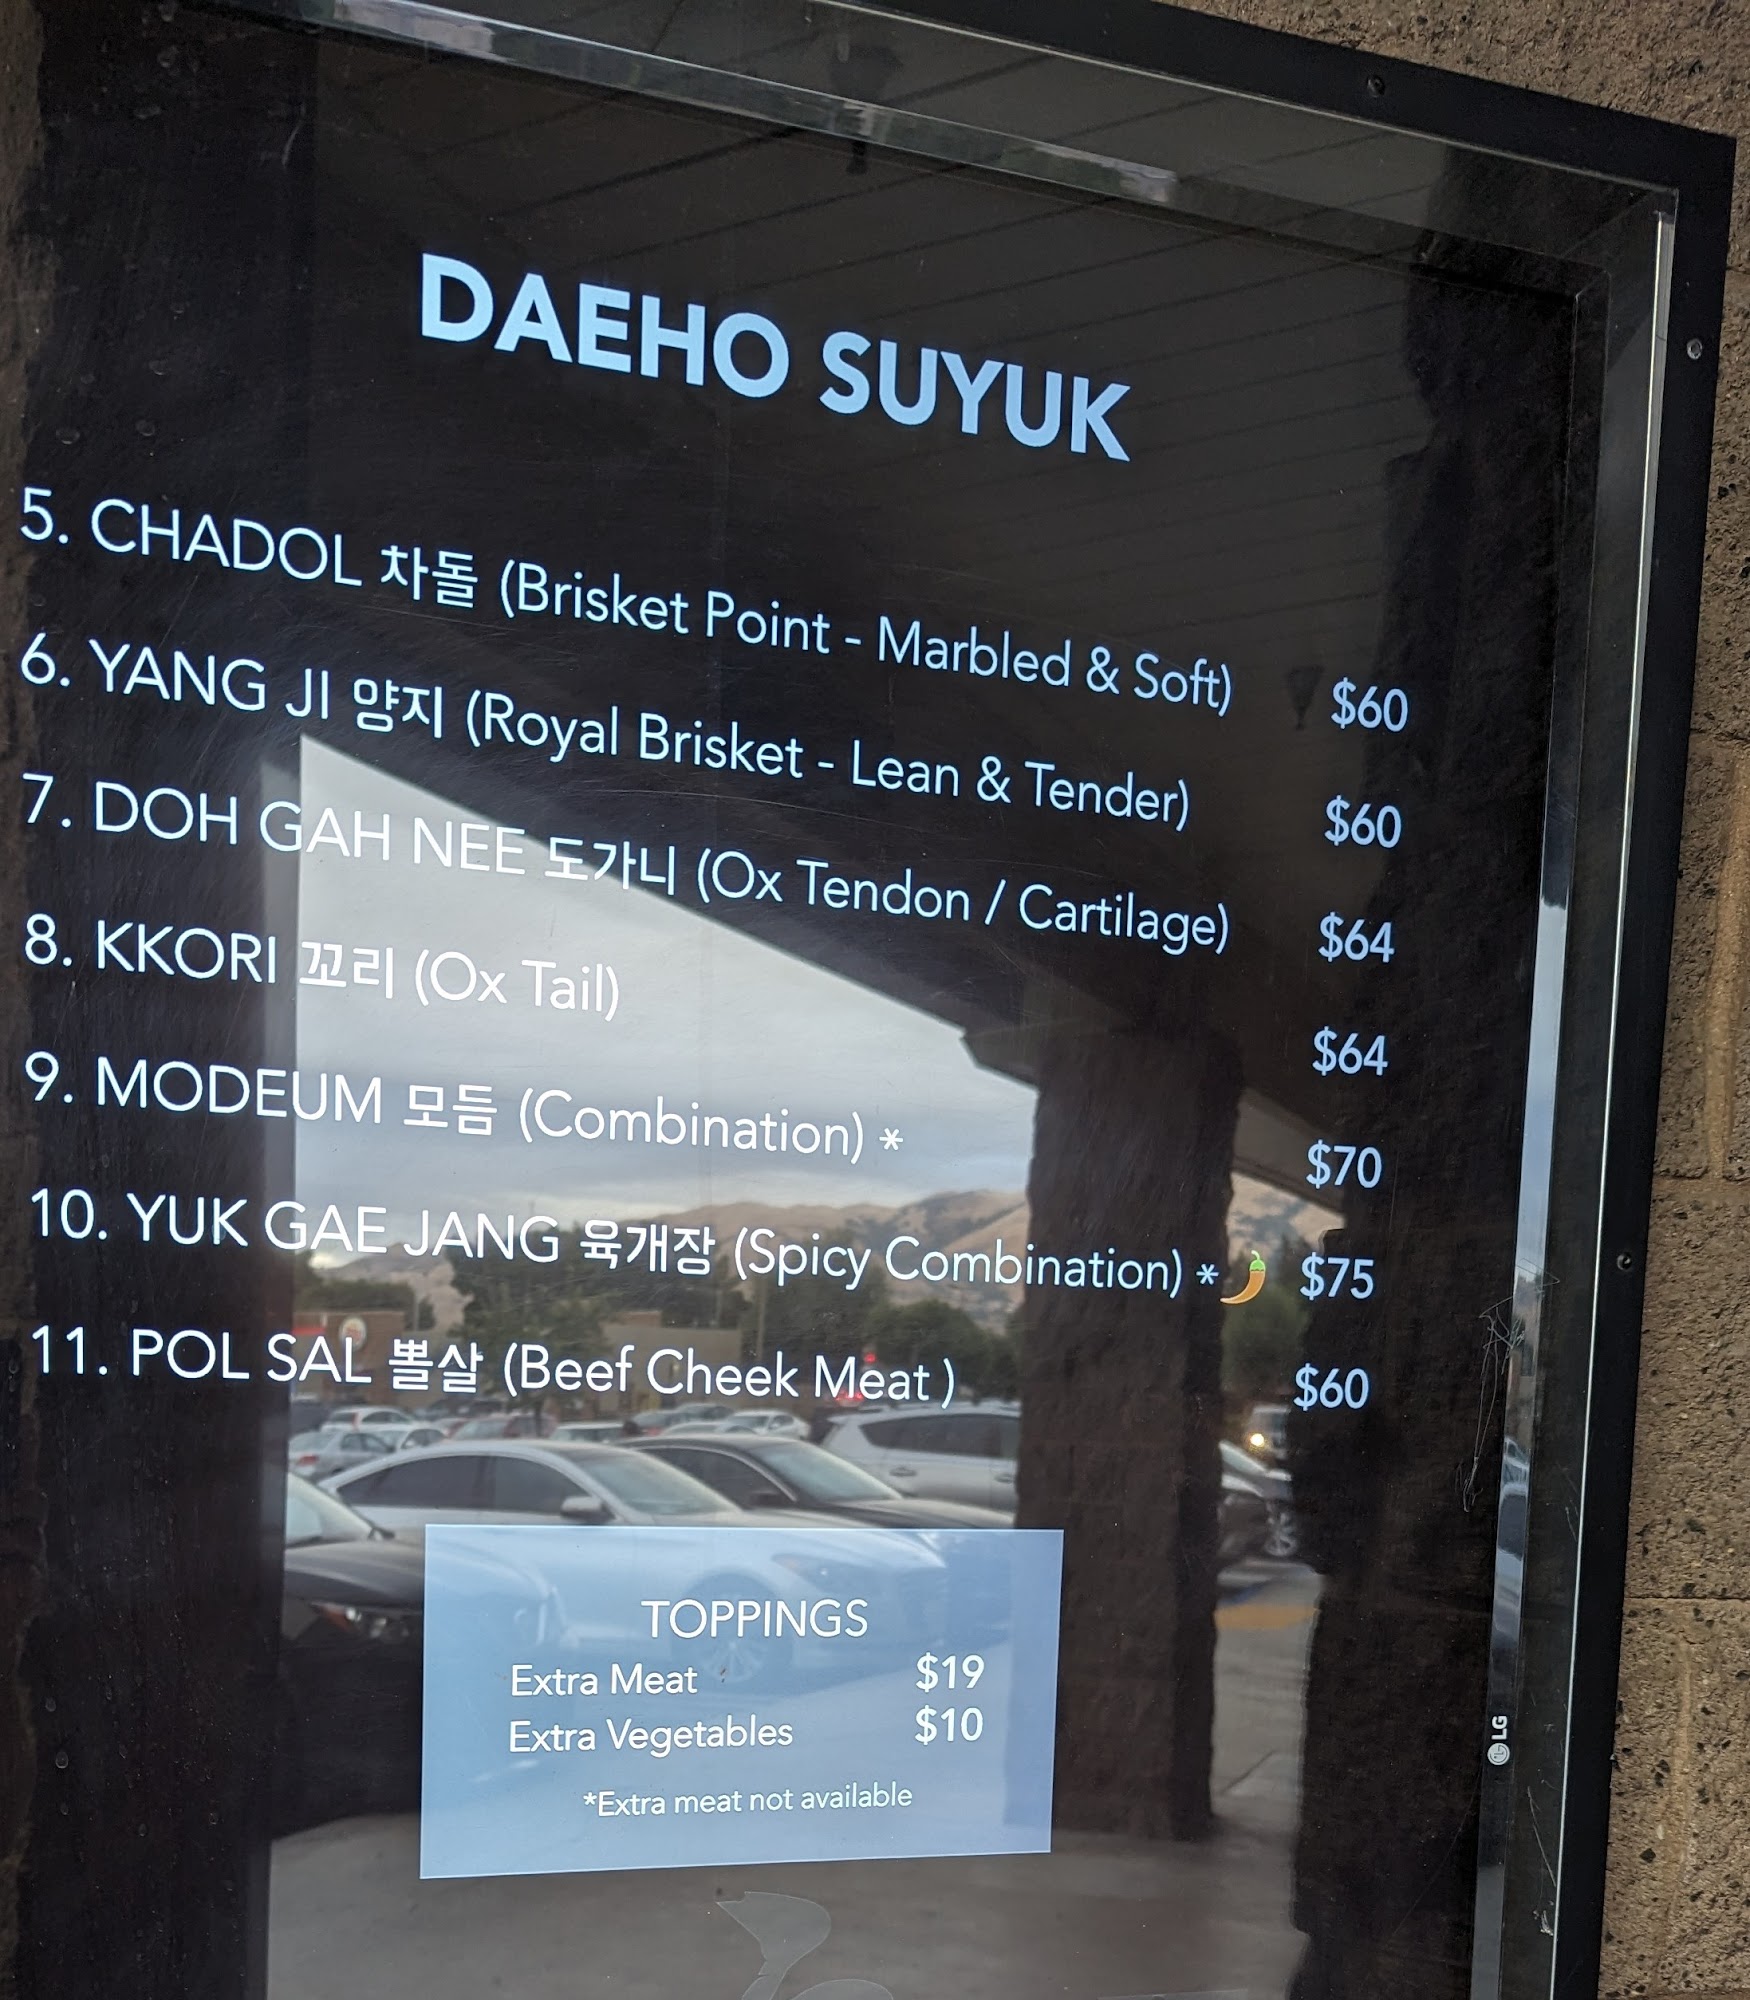 DAEHO SUYUK
5. CHADOL 차돌 (Brisket Point - Marbled & Soft) $60
6. YANG JI 양지 (Royal Brisket - Lean & Tender) $60
7. DOH GAH NEE 도가니 (Ox Tendon / Cartilage) $64
8. KKORI 꼬리 (Ox Tail) $64
9. MODEUM 모듬 (Combination) * $70
10. YUK GAE JANG 육개장 (Spicy Combination) *🌶 $75
11. POL SAL 뽈살 (Beef Cheek Meat ) $60
TOPPINGS
Extra Meat $19
Extra Vegetables $10
*Extra meat not available
LG